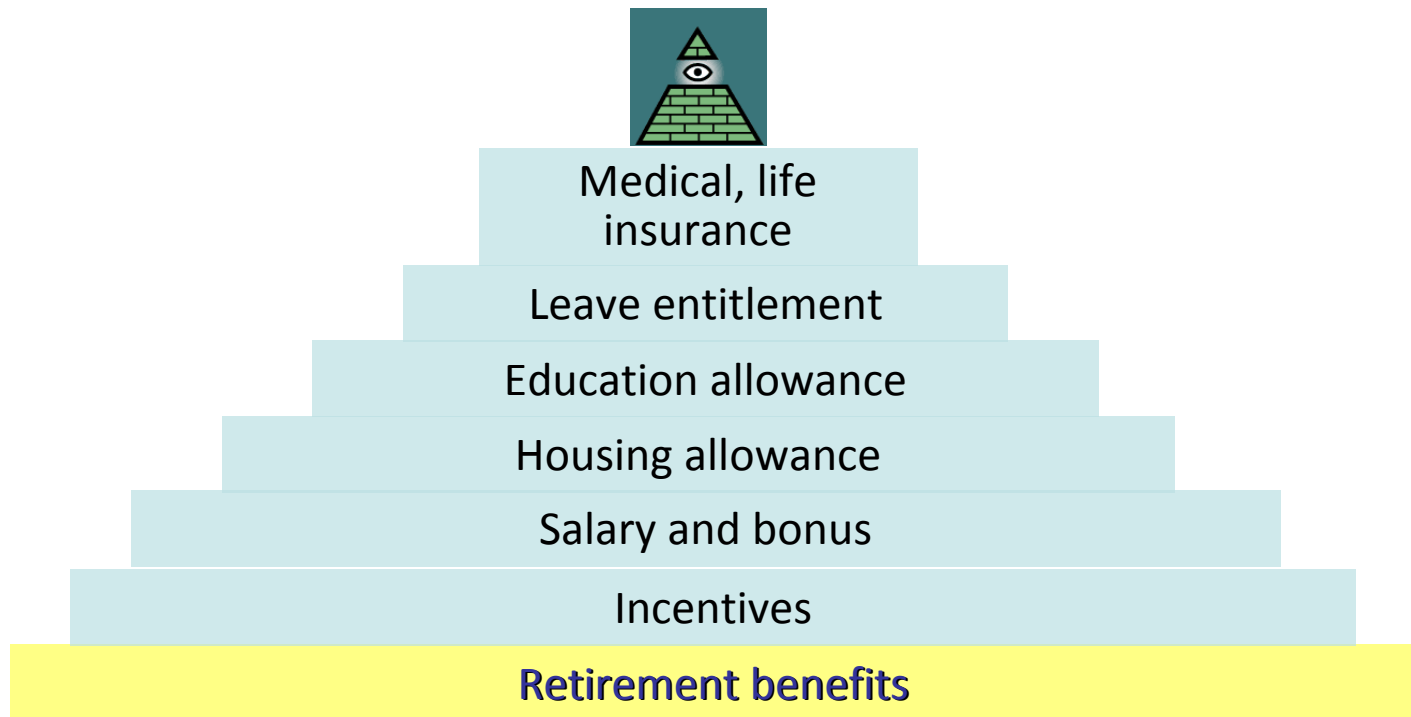 Medical, life
insurance
Leave entitlement
Education allowance
Housing allowance
Salary and bonus
Incentives
Retirement benefits